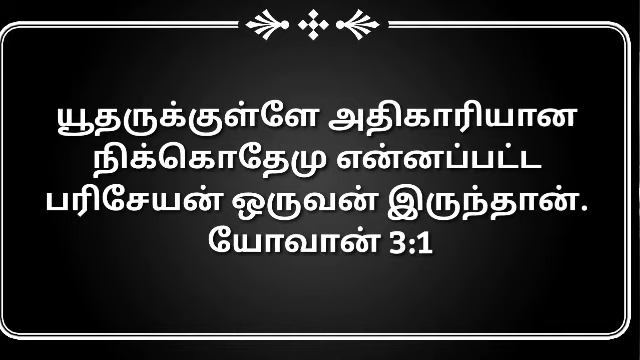 யூதருக்குள்ளே அதிகாரியான
நிக்கொதேமு என்னப்பட்ட
பரிசேயன் ஒருவன் இருந்தான்.
யோவான் 3:1